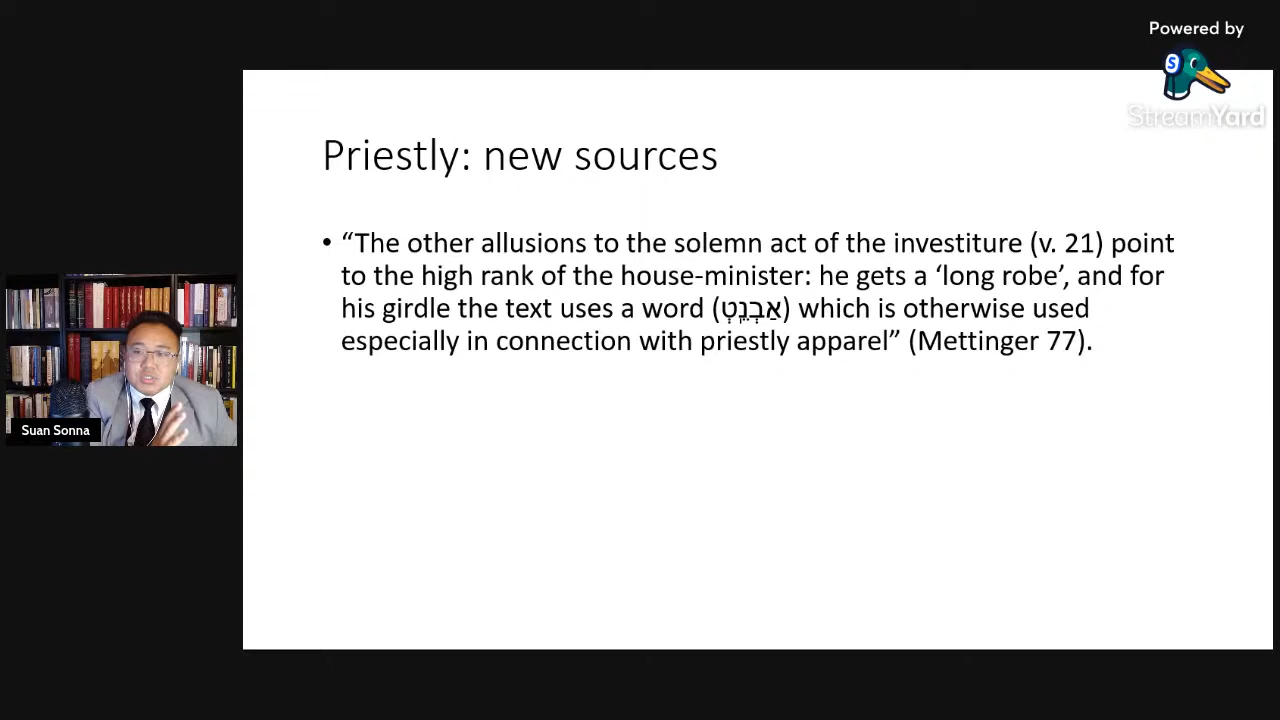 Powered by
S
StreamYard
Priestly: new sources
• “The other allusions to the solemn act of the investiture (v. 21) point
to the high rank of the house-minister: he gets a ‘long robe’, and for
his girdle the text uses a word (אַבְנֵ֫טְ) which is otherwise used
especially in connection with priestly apparel” (Mettinger 77).
Suan Sonna